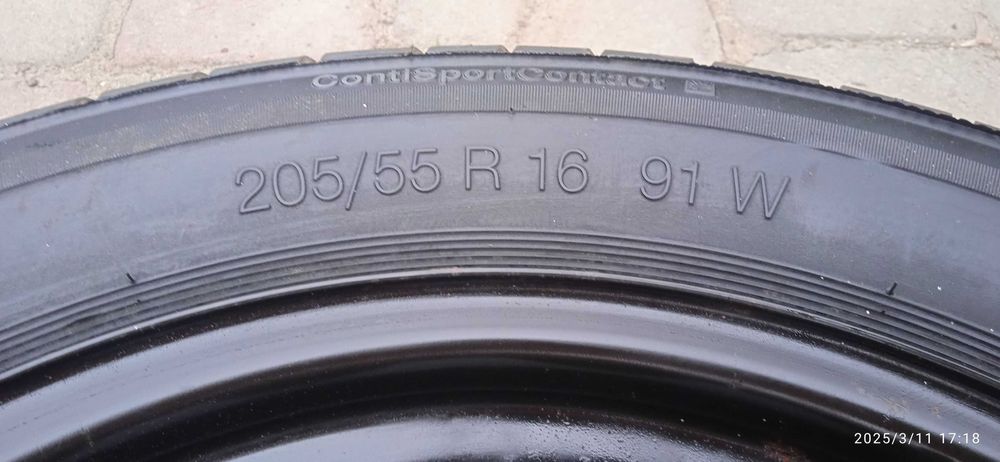 ContiSportContact
205/55 R 16 91 W
2025/3/11 17:18